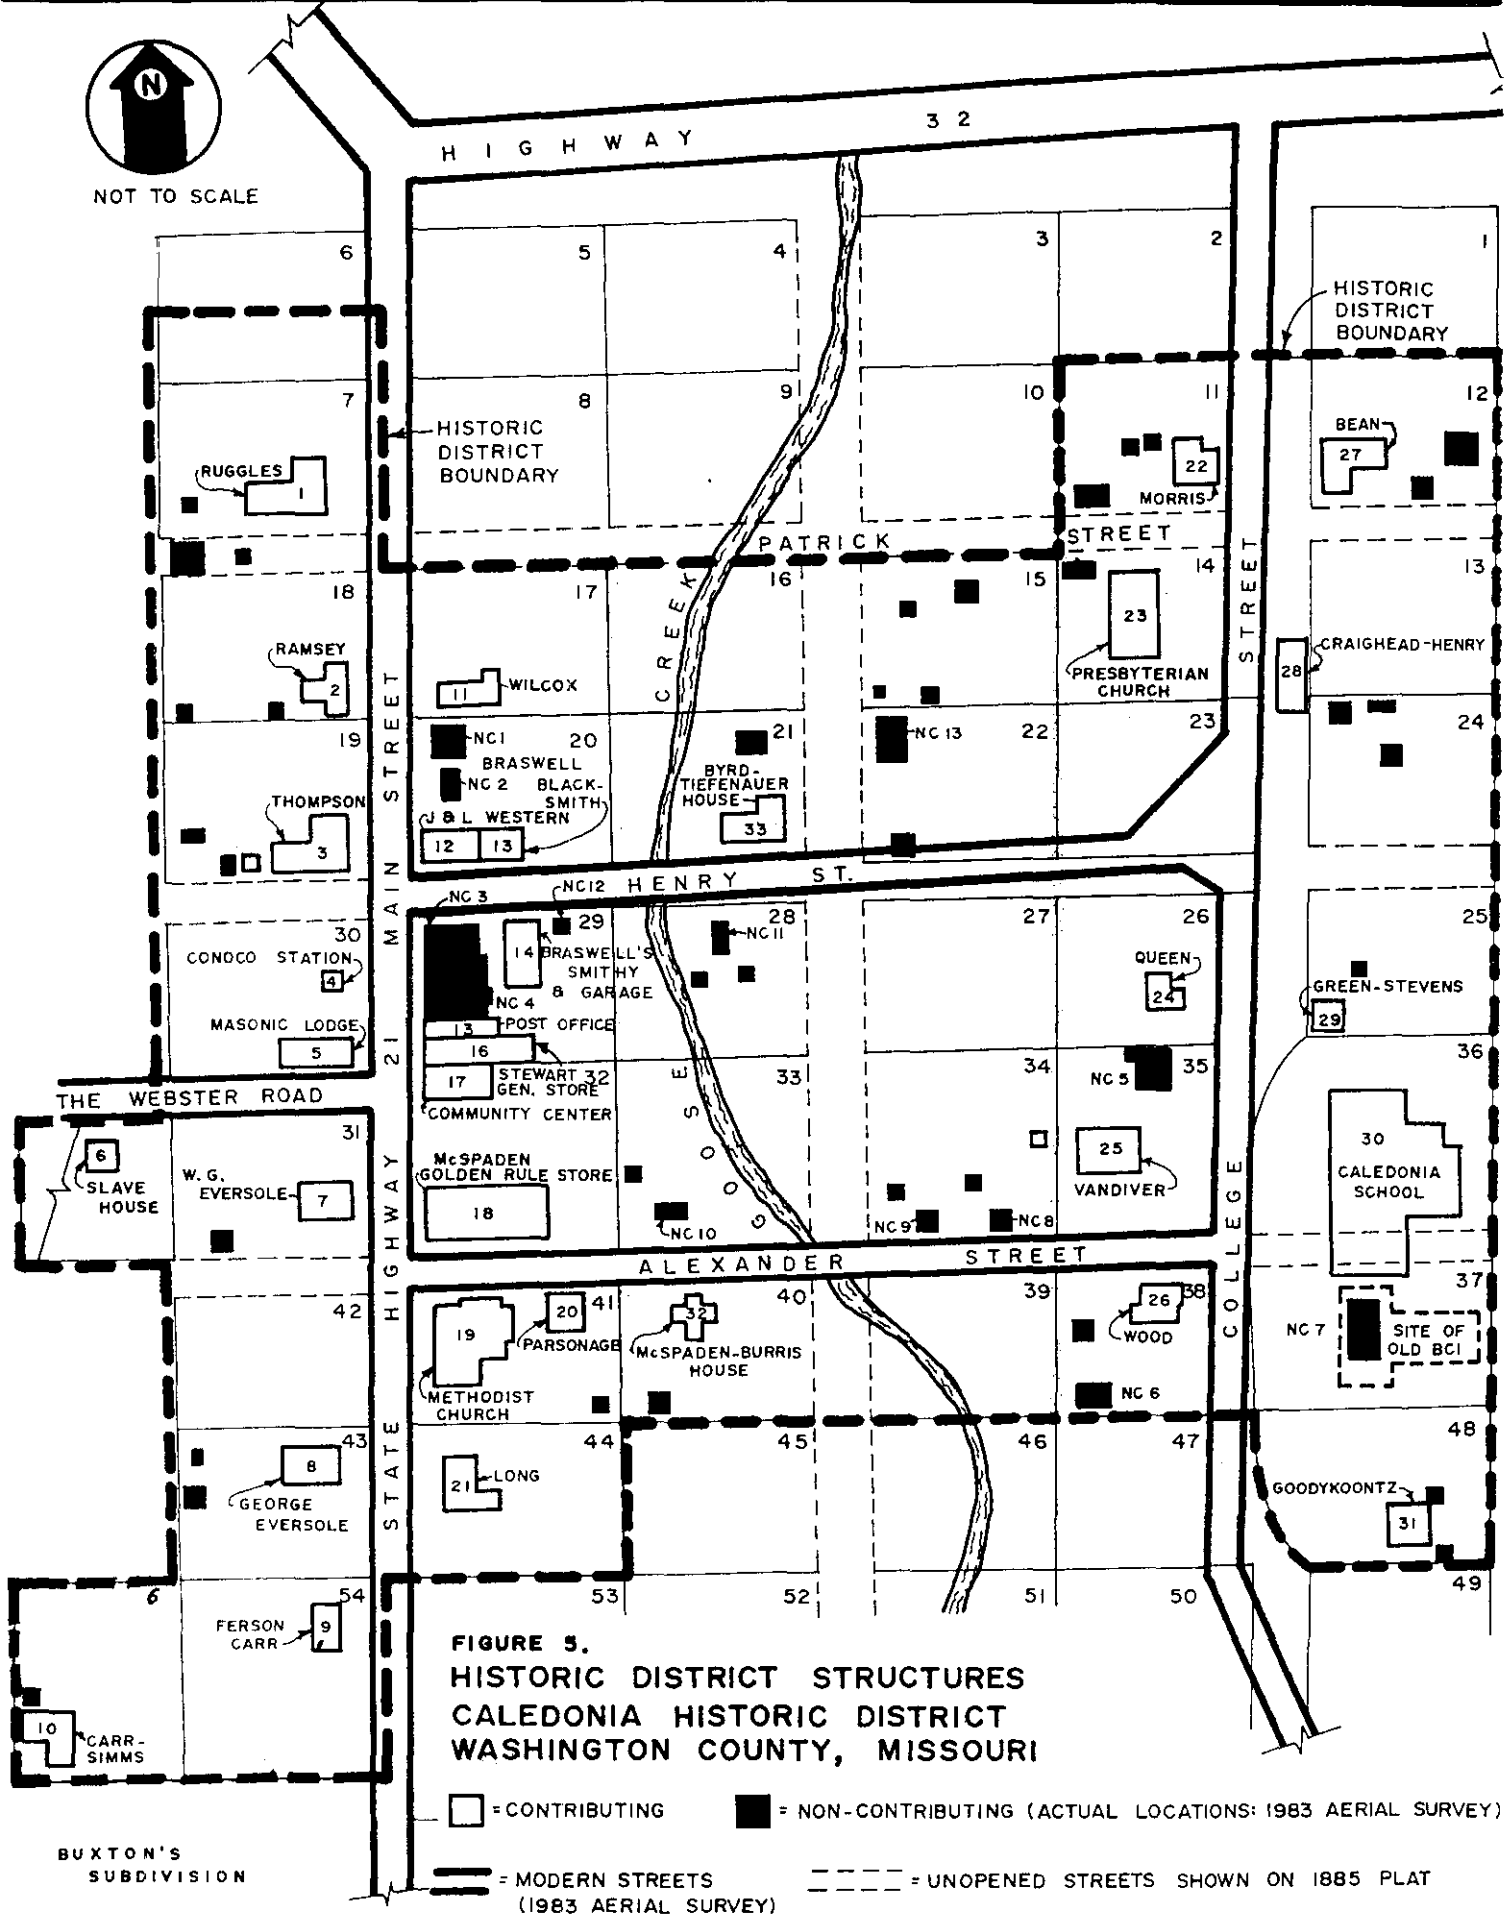 N
NOT TO SCALE
HIGHWAY 32
6
5
4
3
2
1
HISTORIC
DISTRICT
BOUNDARY
7
8
9
10
11
12
HISTORIC
DISTRICT
BOUNDARY
RUGGLES
1
22
MORRIS
BEAN
27
PATRICK STREET
18
17
16
15
14
13
CREEK
STREET
RAMSEY
2
11
WILCOX
23
PRESBYTERIAN
CHURCH
28
CRAIGHEAD-HENRY
19
20
21
22
23
24
MAIN STREET
NC1
BRASWELL
NC 2
BLACK-
SMITH
J & L WESTERN
12
13
BYRD-
TIEFENAUER
HOUSE
33
NC 13
THOMPSON
3
HENRY ST.
30
29
28
27
26
25
CONOCO STATION
4
MASONIC LODGE
5
21
NC 3
NC12
14
BRASWELL'S
SMITHY
& GARAGE
NC 4
13
POST OFFICE
16
STEWART
GEN. STORE
17
COMMUNITY CENTER
NC11
QUEEN
24
GREEN-STEVENS
29
THE WEBSTER ROAD
31
32
33
34
35
36
GOOSE
6
SLAVE
HOUSE
W. G.
EVERSOLE
7
McSPADEN
GOLDEN RULE STORE
18
NC10
NC 5
25
VANDIVER
NC9
NC8
30
CALEDONIA
SCHOOL
ALEXANDER STREET
STATE HIGHWAY
COLLEGE
42
41
40
39
38
37
19
METHODIST
CHURCH
20
PARSONAGE
32
McSPADEN-BURRIS
HOUSE
26
WOOD
NC 6
NC 7
SITE OF
OLD BCI
43
44
45
46
47
48
8
GEORGE
EVERSOLE
21
LONG
GOODYKOONTZ
31
6
54
53
52
51
50
49
FERSON
CARR
9
10
CARR-
SIMMS
FIGURE 5.
HISTORIC DISTRICT STRUCTURES
CALEDONIA HISTORIC DISTRICT
WASHINGTON COUNTY, MISSOURI
= CONTRIBUTING
= NON-CONTRIBUTING (ACTUAL LOCATIONS: 1983 AERIAL SURVEY)
BUXTON'S
SUBDIVISION
= MODERN STREETS
(1983 AERIAL SURVEY)
= UNOPENED STREETS SHOWN ON 1885 PLAT